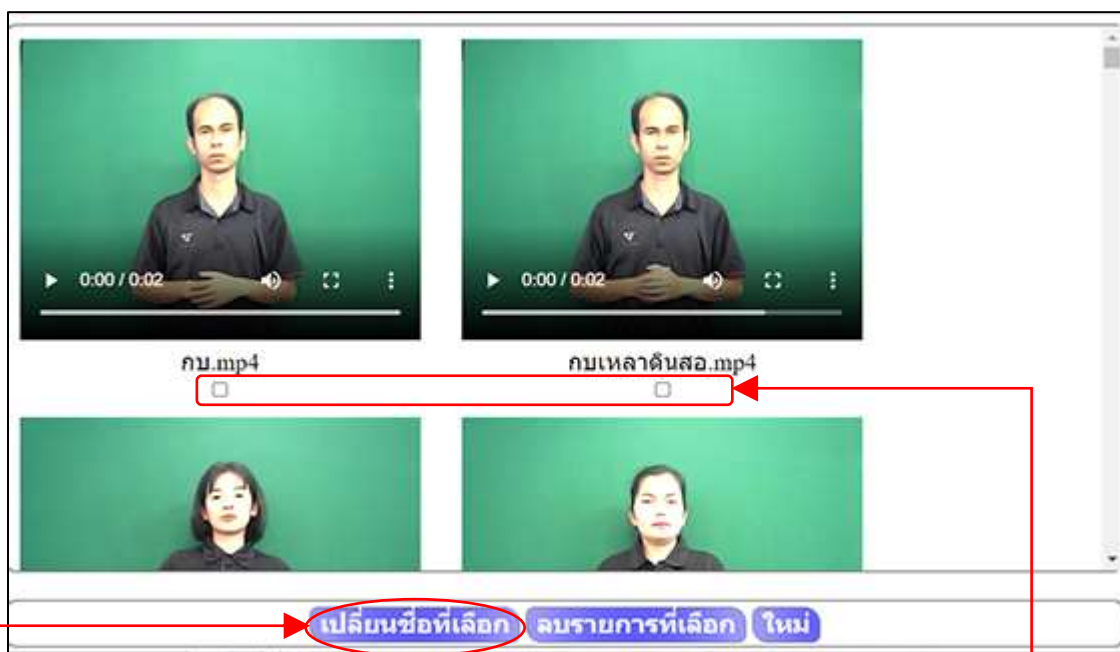 0:00 / 0:02 0:00 / 0:02
กบ.mp4 กบเหลาดินสอ.mp4
เปลี่ยนชื่อที่เลือก ลบรายการที่เลือก ใหม่